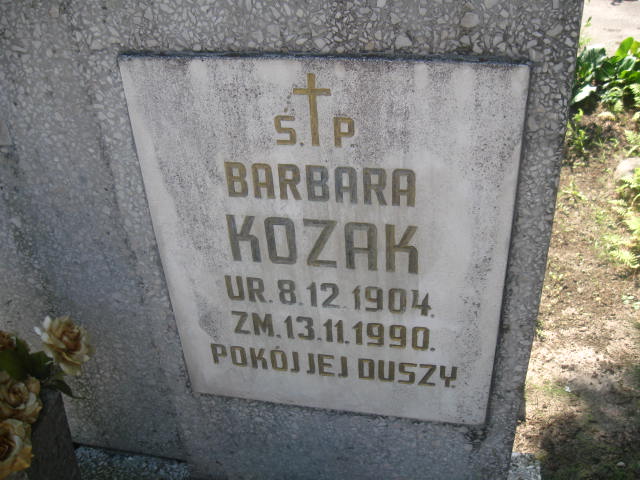 S.P.
BARBARA
KOZAK
UR. 8.12.1904.
ZM.13.11.1990.
POKÓJ JEJ DUSZY.